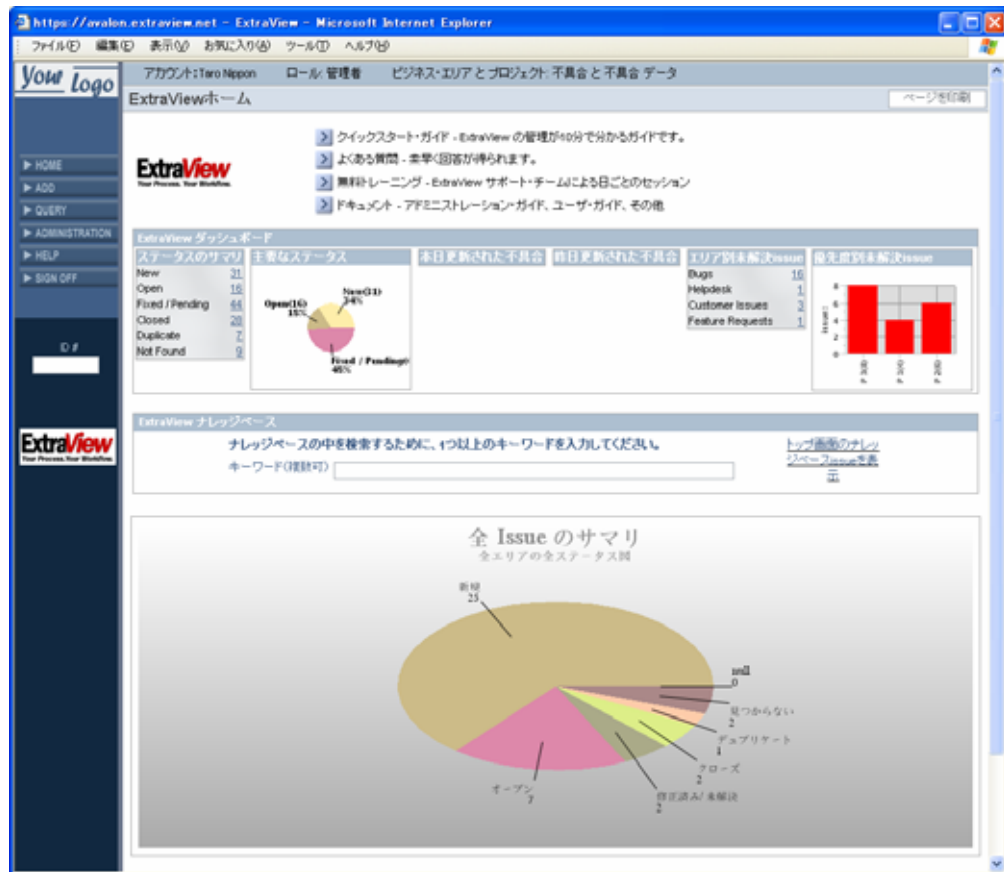 https://avalon.extraview.net - ExtraView - Microsoft Internet Explorer
ファイル(F) 編集(E) 表示(V) お気に入り(A) ツール(T) ヘルプ(H)
Your Logo
アカウント: Taro Nippon ロール: 管理者 ビジネス・エリア と プロジェクト: 不具合 と 不具合 データ
ExtraViewホーム
ページを印刷
HOME
ADD
QUERY
ADMINISTRATION
HELP
SIGN OFF
ID #
ExtraView
Your Process. Your Workflow.
ExtraView
Your Process. Your Workflow.
クイックスタート・ガイド - ExtraView の管理が10分で分かるガイドです。
よくある質問 - 素早く回答が得られます。
無料トレーニング - ExtraView サポート・チームによる日ごとのセッション
ドキュメント - アドミニストレーション・ガイド、ユーザ・ガイド、その他
ExtraView ダッシュボード
ステータスのサマリ
New 31
Open 16
Fixed / Pending 44
Closed 28
Duplicate 7
Not Found 9
主要なステータス
New(31)
34%
Open(16)
18%
Fixed / Pending(
48%
本日更新された不具合
昨日更新された不具合
エリア別未解決issue
Bugs 16
Helpdesk 1
Customer Issues 3
Feature Requests 1
優先度別未解決issue
issues
8
6
4
2
0
ExtraView ナレッジベース
ナレッジベースの中を検索するために、1つ以上のキーワードを入力してください。
キーワード(複数可)
トップ画面のナレッ
ジベースissueを表
示
全 Issue のサマリ
全エリアの全ステータス図
新規
25
null
0
見つからない
2
デュプリケート
1
クローズ
2
修正済み/ 未解決
2
オープン
7